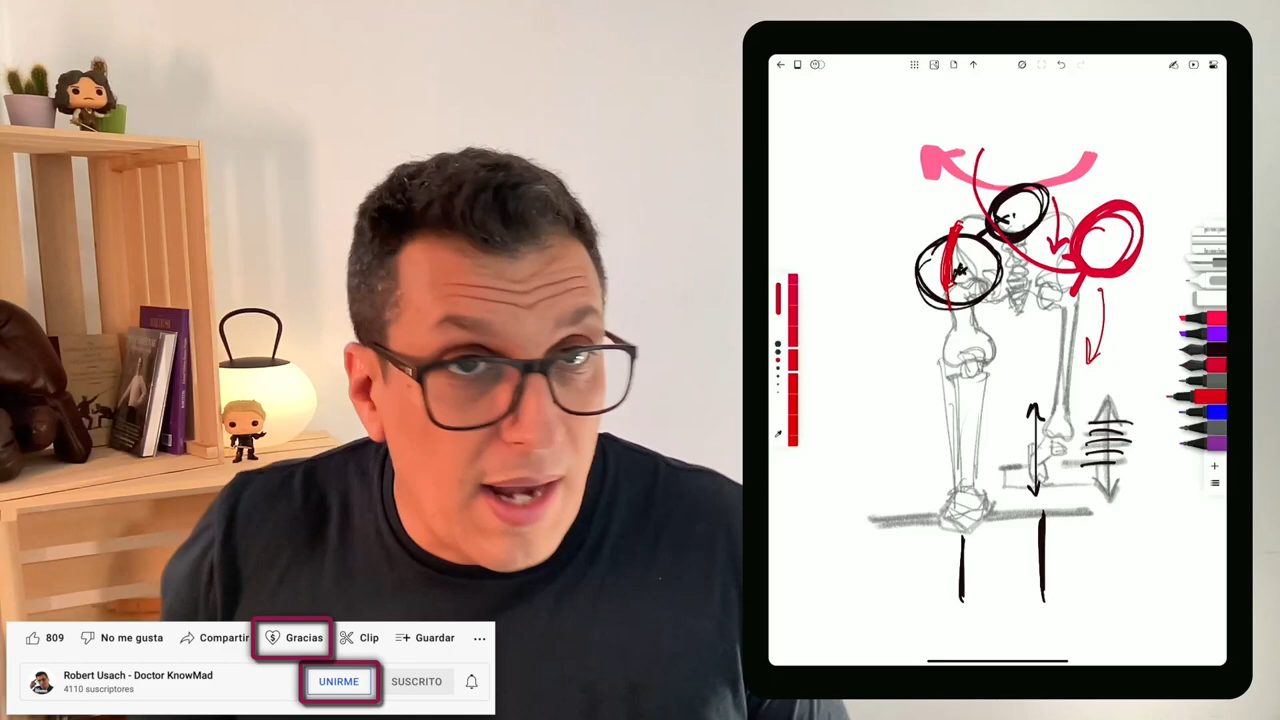 809 No me gusta Compartir Gracias Clip Guardar ...
Robert Usach - Doctor KnowMad
4110 suscriptores
UNIRME SUSCRITO